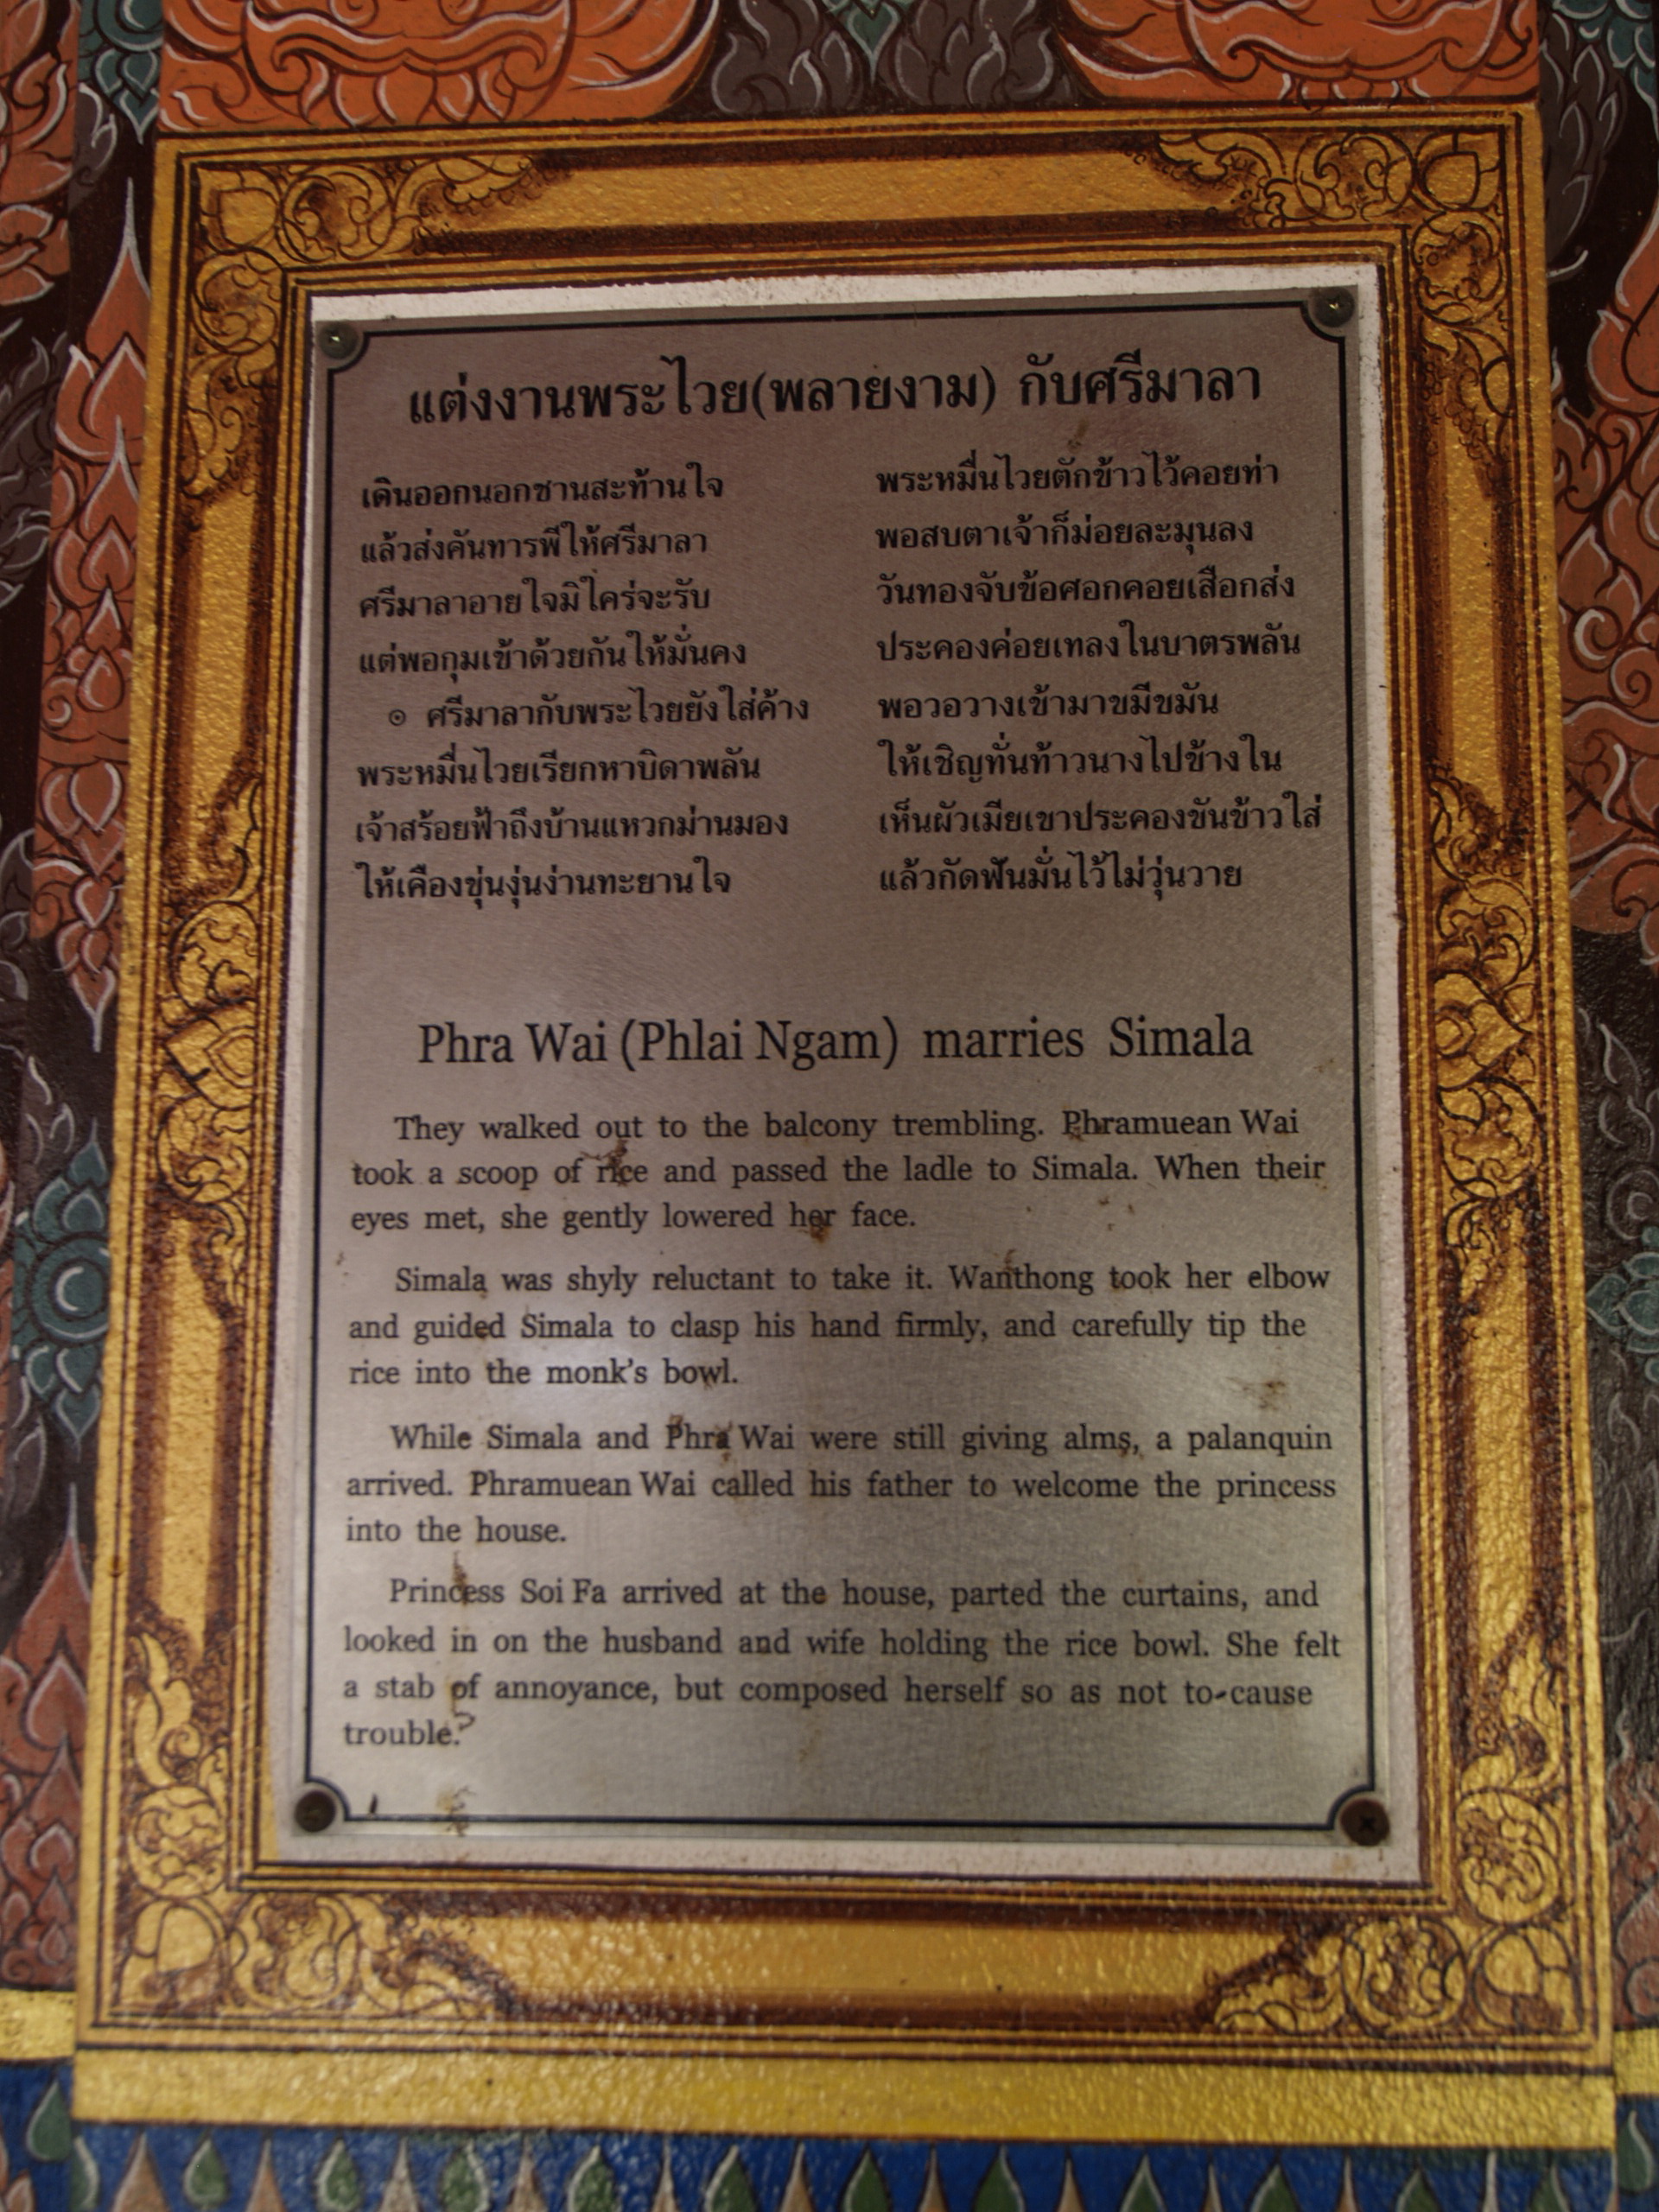 แต่งงานพระไวย(พลายงาม) กับศรีมาลา
เดินออกนอกชานสะท้านใจ พระหมื่นไวยตักข้าวไว้คอยท่า
แล้วส่งคันทารพีให้ศรีมาลา พอสบตาเจ้าก็ม่อยละมุนลง
ศรีมาลาอายใจมิใคร่จะรับ วันทองจับข้อศอกคอยเสือกส่ง
แต่พอกุมเข้าด้วยกันให้มั่นคง ประคองค่อยเทลงในบาตรพลัน
๏ ศรีมาลากับพระไวยยังใส่ค้าง พอวอวางเข้ามาขมีขมัน
พระหมื่นไวยเรียกหาบิดาพลัน ให้เชิญทั่นท้าวนางไปข้างใน
เจ้าสร้อยฟ้าถึงบ้านแหวกม่านมอง เห็นผัวเมียเขาประคองขันข้าวใส่
ให้เคืองขุ่นงุ่นง่านทะยานใจ แล้วกัดฟันมั่นไว้ไม่วุ่นวาย
Phra Wai (Phlai Ngam) marries Simala
They walked out to the balcony trembling. Phramuean Wai
took a scoop of rice and passed the ladle to Simala. When their
eyes met, she gently lowered her face.
Simala was shyly reluctant to take it. Wanthong took her elbow
and guided Simala to clasp his hand firmly, and carefully tip the
rice into the monk's bowl.
While Simala and Phra Wai were still giving alms, a palanquin
arrived. Phramuean Wai called his father to welcome the princess
into the house.
Princess Soi Fa arrived at the house, parted the curtains, and
looked in on the husband and wife holding the rice bowl. She felt
a stab of annoyance, but composed herself so as not to cause
trouble.